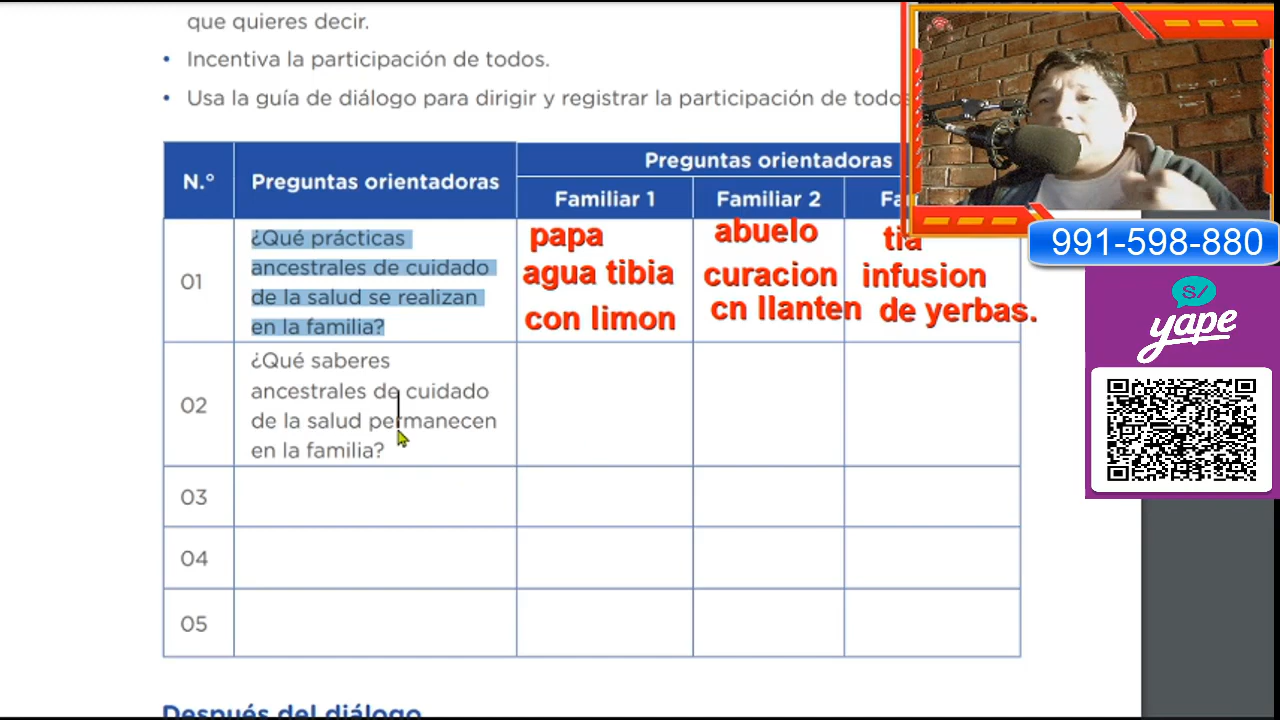 que quieres decir.
• Incentiva la participación de todos.
• Usa la guía de diálogo para dirigir y registrar la participación de todos
N.°
Preguntas orientadoras
Preguntas orientadoras
Familiar 1
Familiar 2
01
¿Qué prácticas
ancestrales de cuidado
de la salud se realizan
en la familia?
papa
agua tibia
con limon
abuelo
curacion
cn llanten
tia
infusion
de yerbas.
02
¿Qué saberes
ancestrales de cuidado
de la salud permanecen
en la familia?
03
04
05
Después del diálogo
991-598-880
S/
yape